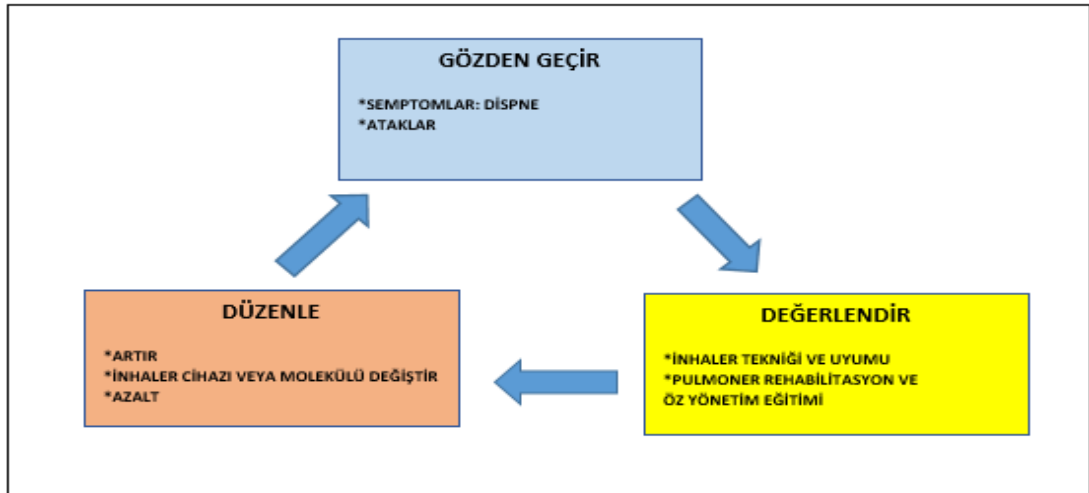 GÖZDEN GEÇİR
*SEMPTOMLAR: DİSPNE
*ATAKLAR
DEĞERLENDİR
*İNHALER TEKNİĞİ VE UYUMU
*PULMONER REHABİLİTASYON VE
ÖZ YÖNETİM EĞİTİMİ
DÜZENLE
*ARTIR
*İNHALER CİHAZI VEYA MOLEKÜLÜ DEĞİŞTİR
*AZALT